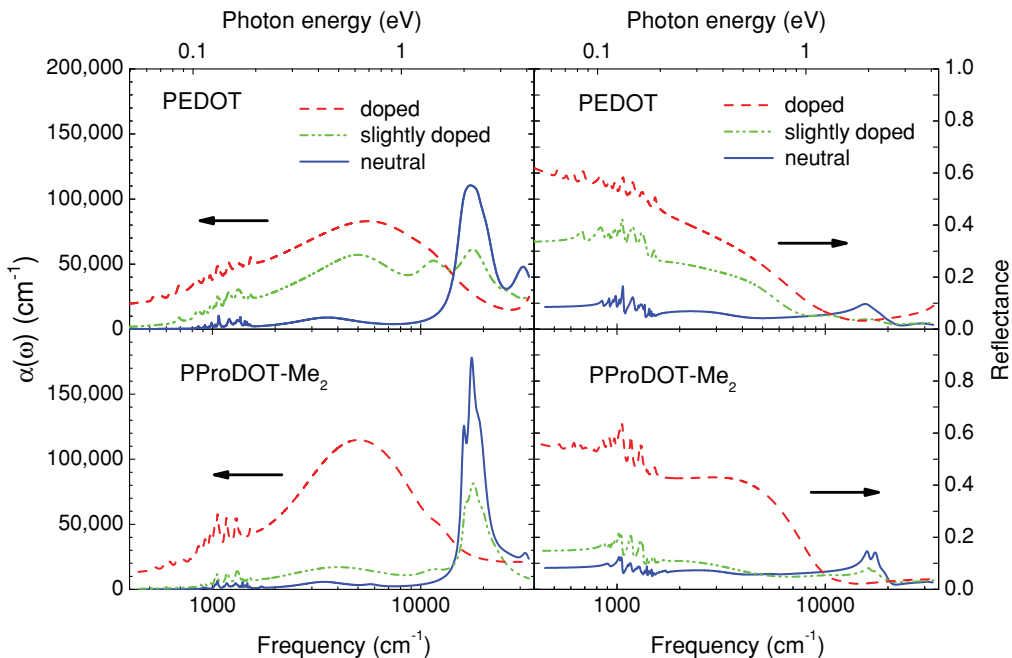 Photon energy (eV)
Photon energy (eV)
0.1
1
0.1
1
200,000
150,000
100,000
50,000
0
PEDOT
doped
slightly doped
neutral
PEDOT
doped
slightly doped
neutral
1.0
0.8
0.6
0.4
0.2
0.0
α(ω) (cm⁻¹)
Reflectance
150,000
100,000
50,000
0
PProDOT-Me₂
PProDOT-Me₂
0.8
0.6
0.4
0.2
0.0
1000
10000
1000
10000
Frequency (cm⁻¹)
Frequency (cm⁻¹)